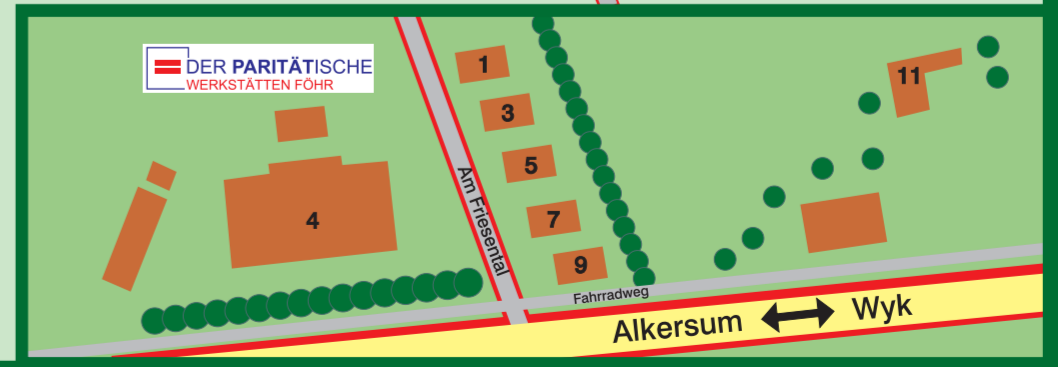 DER PARITÄTISCHE
WERKSTÄTTEN FÖHR
1
3
5
7
9
11
4
Am Friesental
Fahrradweg
Alkersum
Wyk